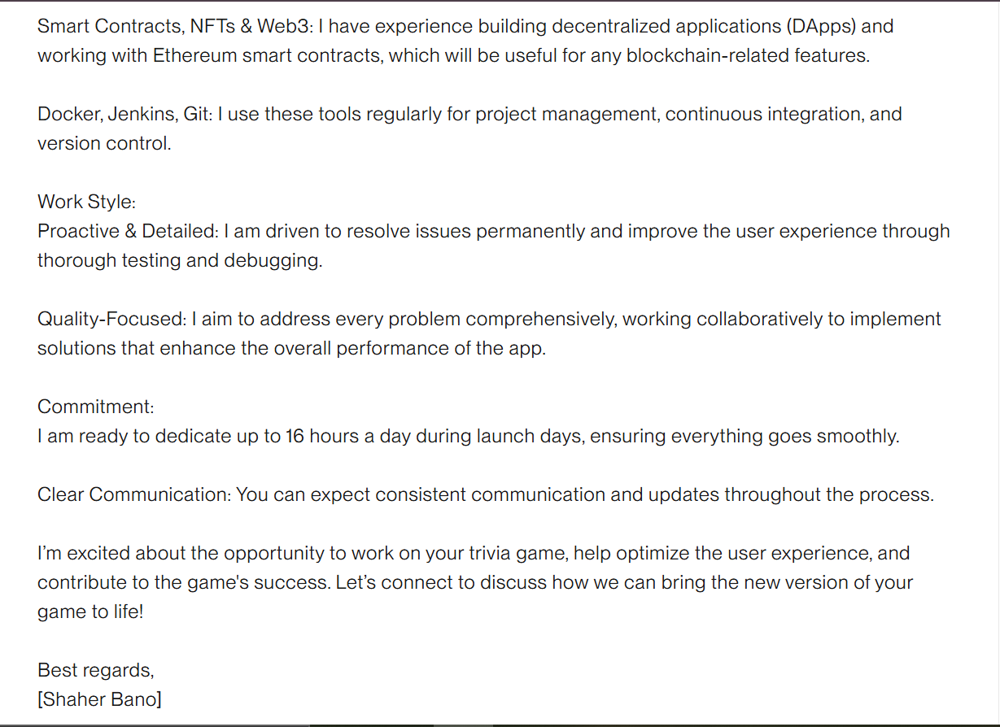 Smart Contracts, NFTs & Web3: I have experience building decentralized applications (DApps) and
working with Ethereum smart contracts, which will be useful for any blockchain-related features.
Docker, Jenkins, Git: I use these tools regularly for project management, continuous integration, and
version control.
Work Style:
Proactive & Detailed: I am driven to resolve issues permanently and improve the user experience through
thorough testing and debugging.
Quality-Focused: I aim to address every problem comprehensively, working collaboratively to implement
solutions that enhance the overall performance of the app.
Commitment:
I am ready to dedicate up to 16 hours a day during launch days, ensuring everything goes smoothly.
Clear Communication: You can expect consistent communication and updates throughout the process.
I’m excited about the opportunity to work on your trivia game, help optimize the user experience, and
contribute to the game's success. Let’s connect to discuss how we can bring the new version of your
game to life!
Best regards,
[Shaher Bano]